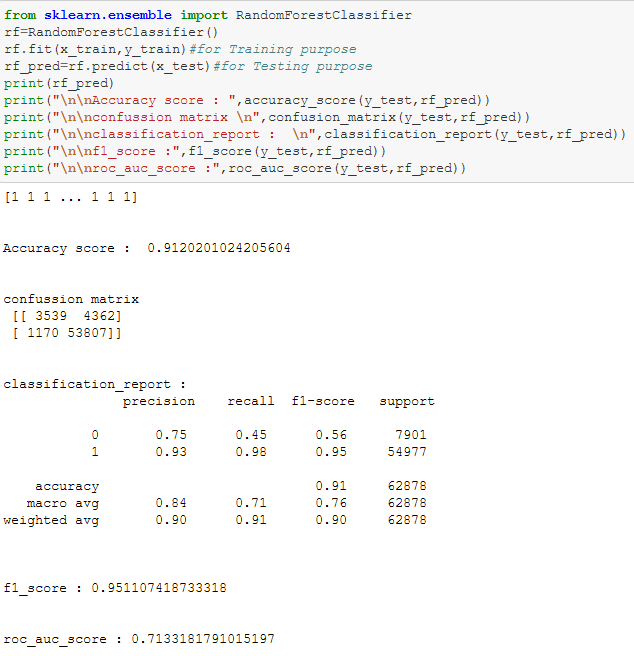 from sklearn.ensemble import RandomForestClassifier
rf=RandomForestClassifier()
rf.fit(x_train,y_train)#for Training purpose
rf_pred=rf.predict(x_test)#for Testing purpose
print(rf_pred)
print("\n\nAccuracy score : ",accuracy_score(y_test,rf_pred))
print("\n\nconfussion matrix \n",confusion_matrix(y_test,rf_pred))
print("\n\nclassification_report :  \n",classification_report(y_test,rf_pred))
print("\n\nf1_score :",f1_score(y_test,rf_pred))
print("\n\nroc_auc_score :",roc_auc_score(y_test,rf_pred))
[1 1 1 ... 1 1 1]
Accuracy score :  0.9120201024205604
confussion matrix
[[ 3539  4362]
[ 1170 53807]]
classification_report :
precision    recall  f1-score   support
0       0.75      0.45      0.56      7901
1       0.93      0.98      0.95     54977
accuracy                           0.91     62878
macro avg       0.84      0.71      0.76     62878
weighted avg       0.90      0.91      0.90     62878
f1_score : 0.951107418733318
roc_auc_score : 0.7133181791015197